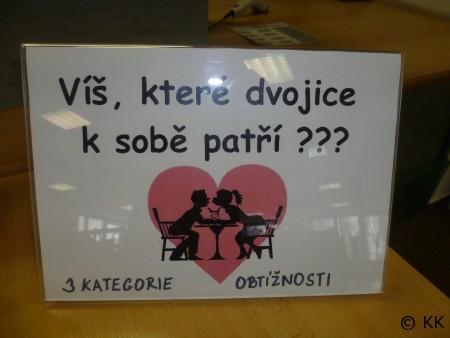 Víš, které dvojice
k sobě patří ???
3 KATEGORIE OBTÍŽNOSTI
© KK